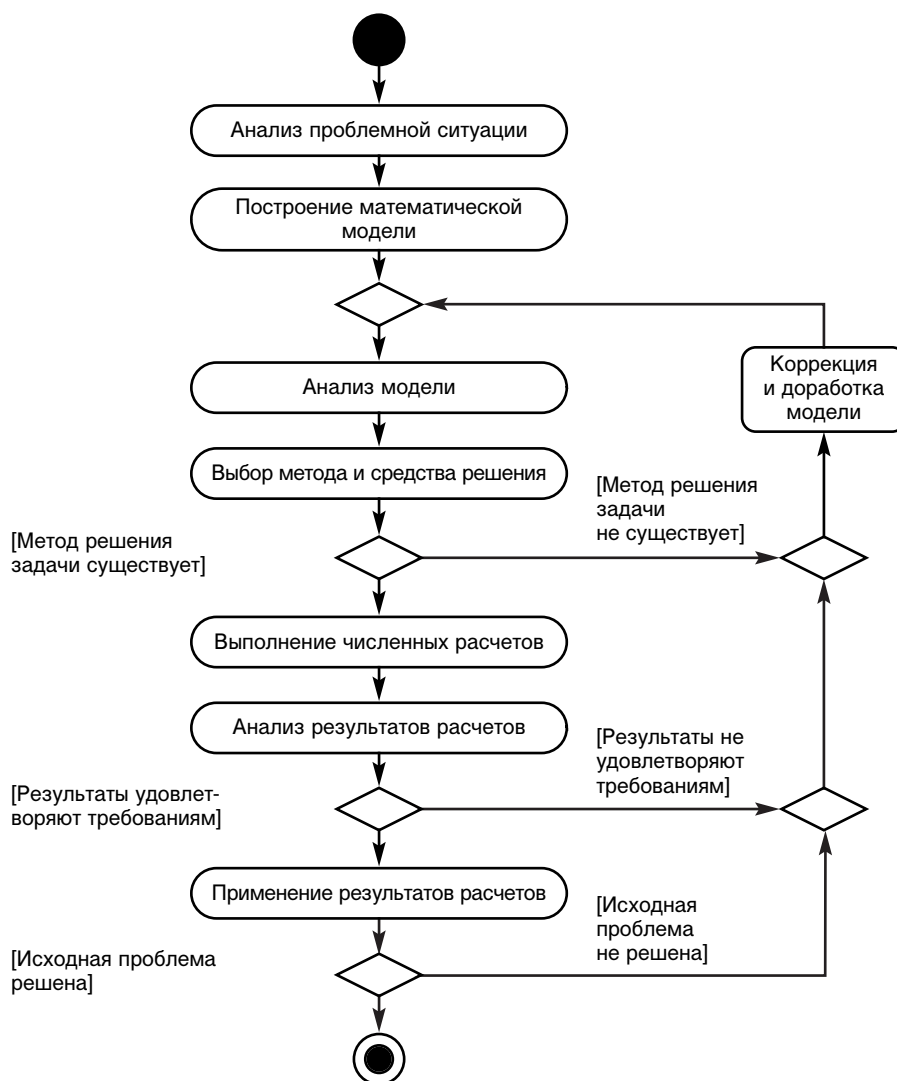 Анализ проблемной ситуации
Построение математической
модели
Коррекция
и доработка
модели
Анализ модели
Выбор метода и средства решения
[Метод решения
задачи
не существует]
[Метод решения
задачи существует]
Выполнение численных расчетов
Анализ результатов расчетов
[Результаты не
удовлетворяют
требованиям]
[Результаты удовлет-
воряют требованиям]
Применение результатов расчетов
[Исходная
проблема
не решена]
[Исходная проблема
решена]